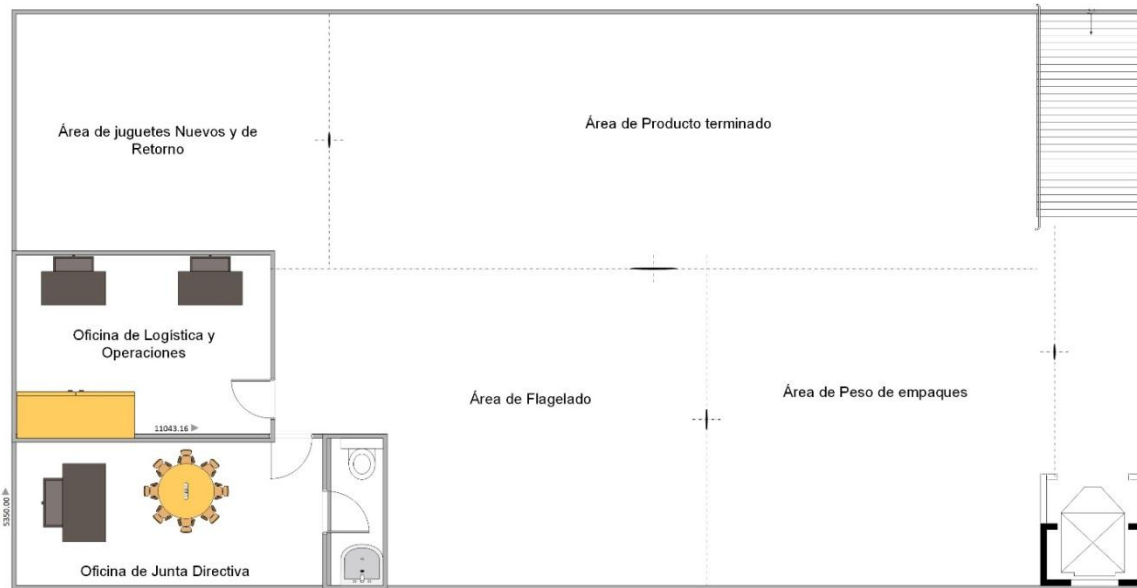 Área de juguetes Nuevos y de
Retorno
Área de Producto terminado
Oficina de Logística y
Operaciones
Área de Flagelado
Área de Peso de empaques
11043.16
5350.00
Oficina de Junta Directiva